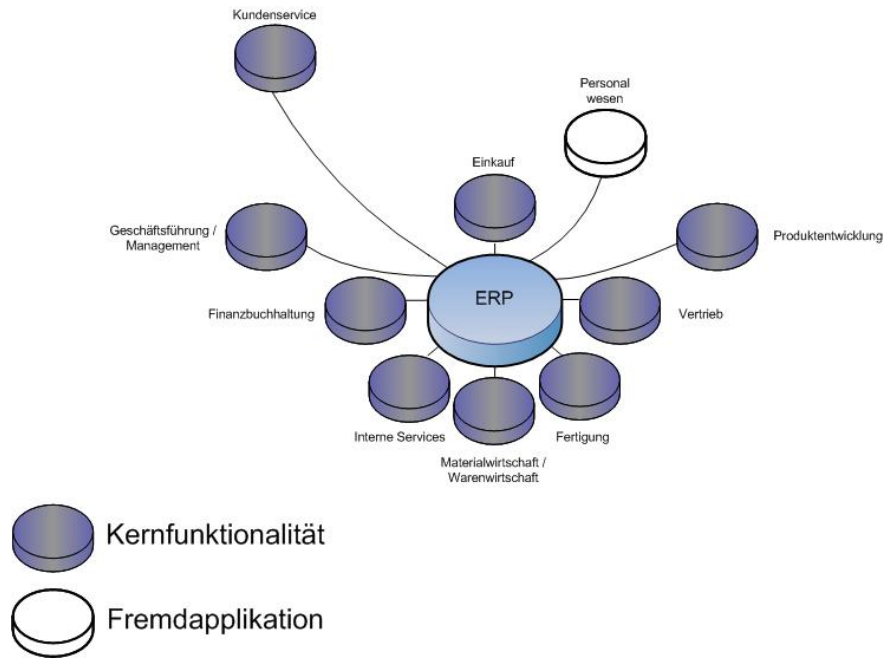 Kundenservice
Personal
wesen
Einkauf
Geschäftsführung /
Management
Produktentwicklung
ERP
Finanzbuchhaltung
Vertrieb
Interne Services
Fertigung
Materialwirtschaft /
Warenwirtschaft
Kernfunktionalität
Fremdapplikation